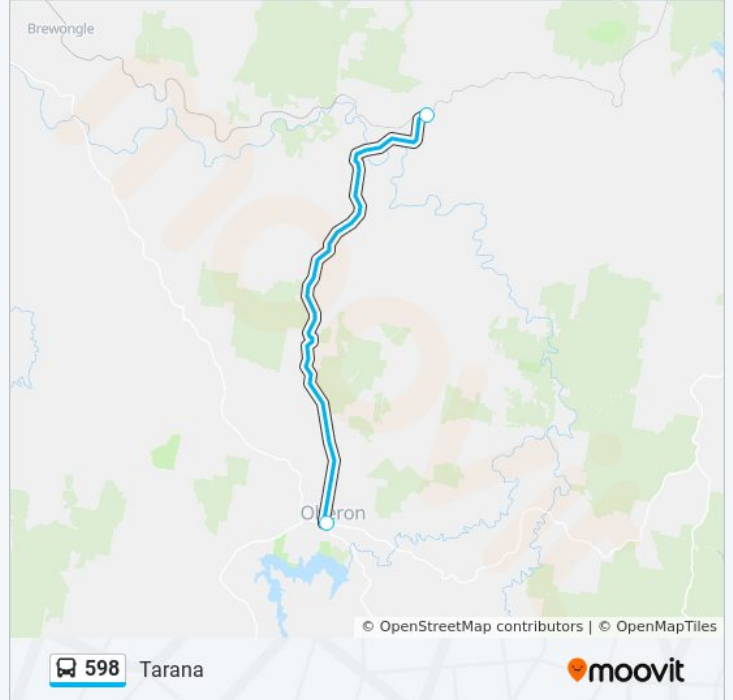 Brewongle
Oberon
© OpenStreetMap contributors | © OpenMapTiles
598 Tarana
moovit